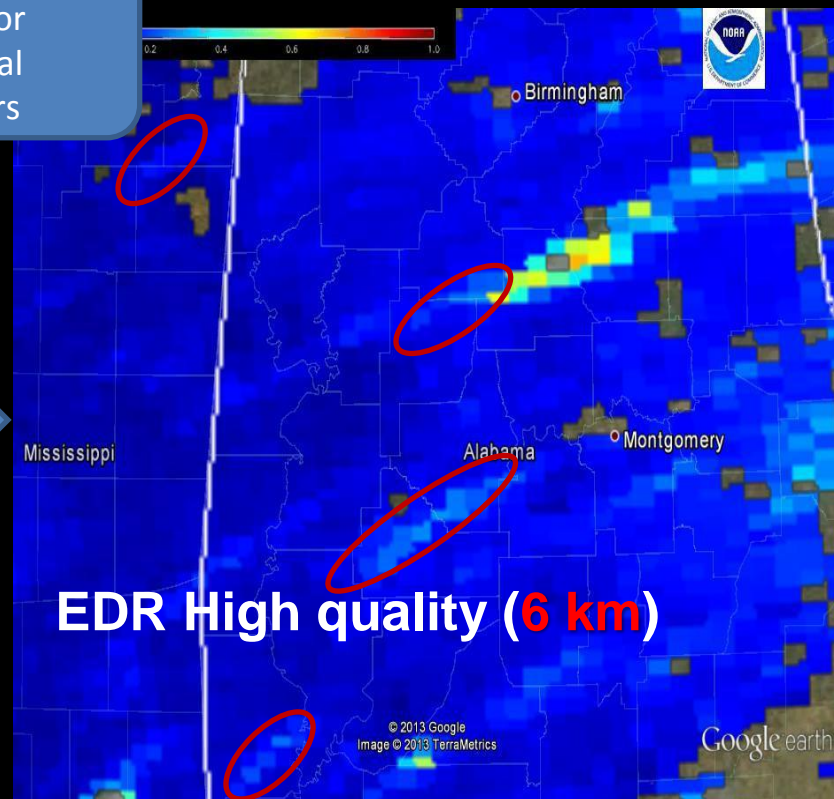 or
al
rs
0.2 0.4 0.6 0.8 1.0
NOAA
Birmingham
Mississippi
Alabama
Montgomery
EDR High quality (6 km)
© 2013 Google
Image © 2013 TerraMetrics
Google earth